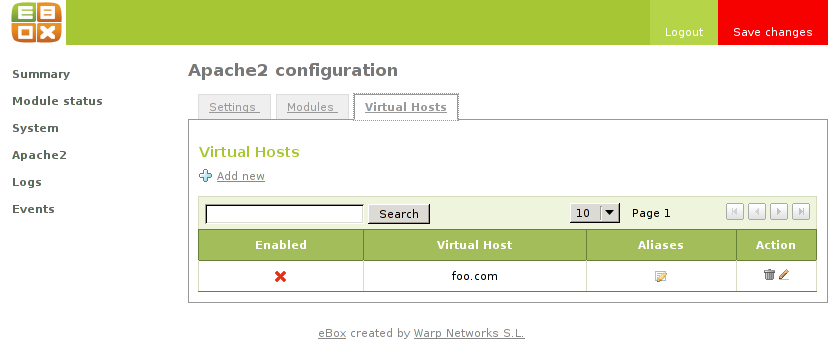 EBOX
Logout
Save changes
Summary
Module status
System
Apache2
Logs
Events
Apache2 configuration
Settings
Modules
Virtual Hosts
Virtual Hosts
Add new
Search
10
Page 1
Enabled Virtual Host Aliases Action
foo.com
eBox created by Warp Networks S.L.